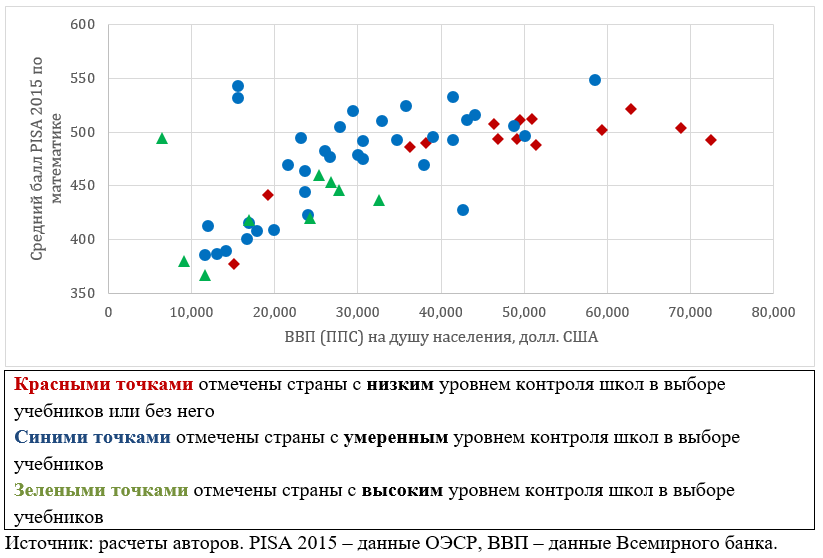 600
550
500
450
400
350
Средний балл PISA 2015 по
математике
0
10,000
20,000
30,000
40,000
50,000
60,000
70,000
80,000
ВВП (ППС) на душу населения, долл. США
Красными точками отмечены страны с низким уровнем контроля школ в выборе
учебников или без него
Синими точками отмечены страны с умеренным уровнем контроля школ в выборе
учебников
Зелеными точками отмечены страны с высоким уровнем контроля школ в выборе
учебников
Источник: расчеты авторов. PISA 2015 – данные ОЭСР, ВВП – данные Всемирного банка.